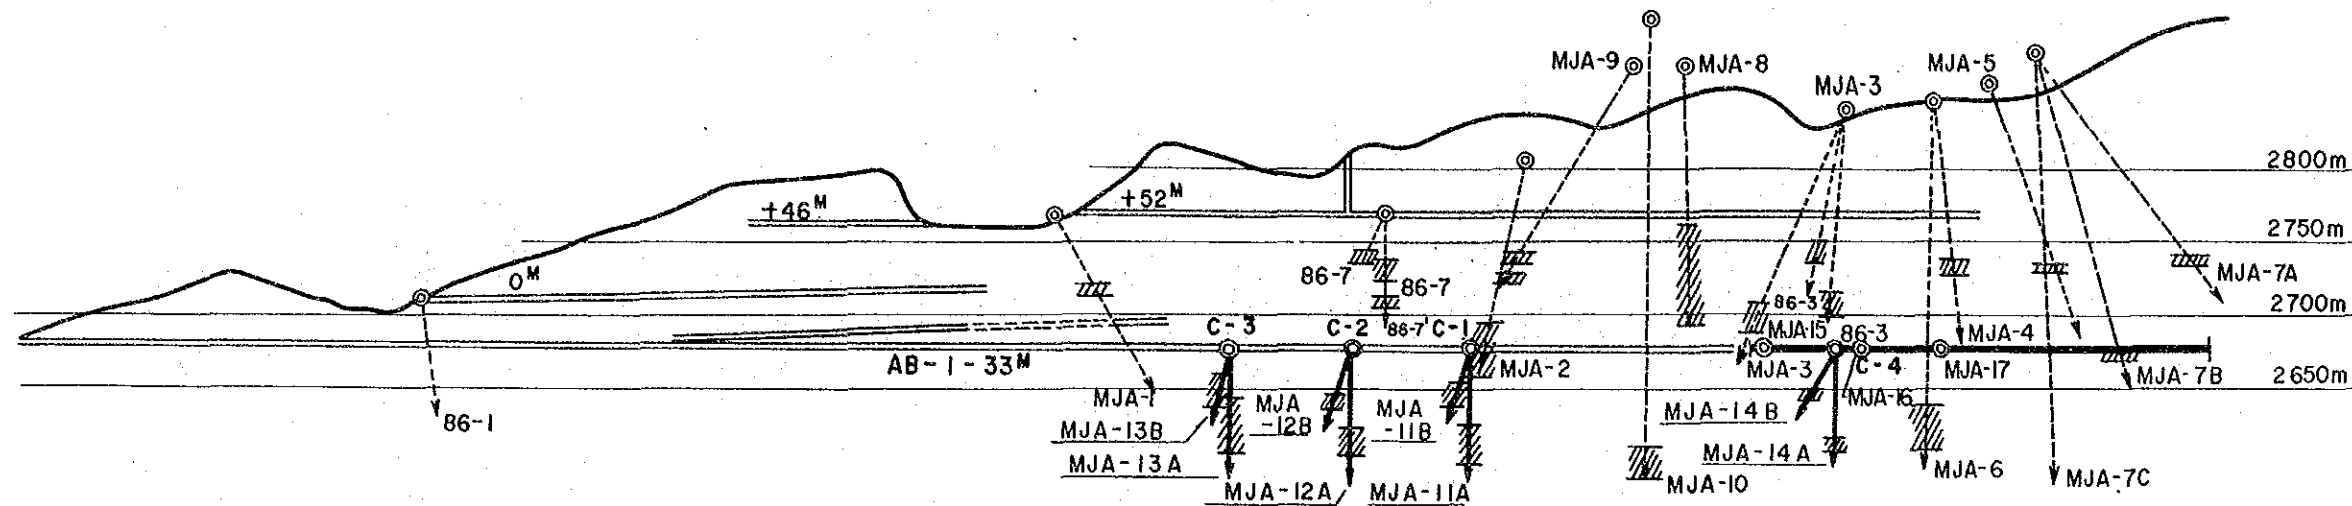 MJA-9
MJA-8
MJA-5
MJA-3
2800m
+46M
+52M
2750m
0M
86-7
86-7
MJA-7A
86-3
2700m
C-3
C-2
86-7'
C-1
MJA-15
86-3
MJA-4
AB-1-33M
MJA-2
MJA-3
C-4
MJA-17
MJA-7B
2650m
MJA-1
MJA
-12B
MJA
-11B
MJA-14B
MJA-16
86-1
MJA-13B
MJA-13A
MJA-14A
MJA-6
MJA-7C
MJA-12A
MJA-11A
MJA-10